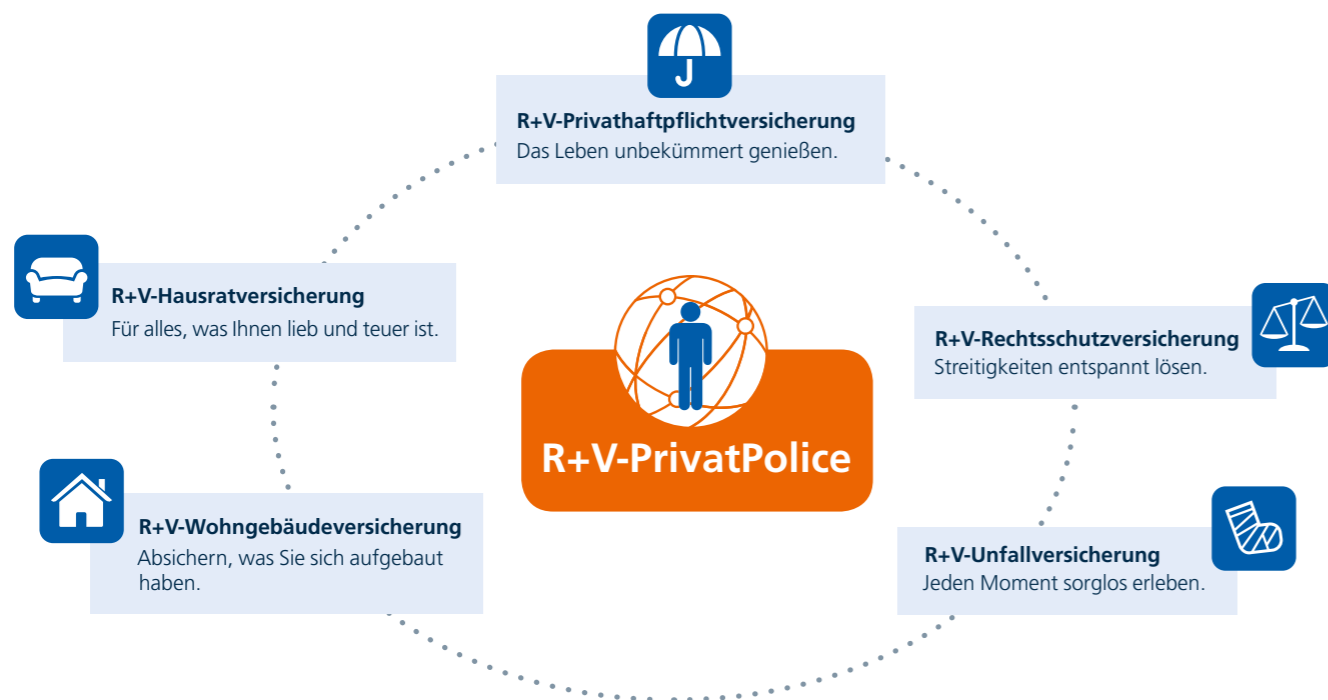 R+V-Privathaftpflichtversicherung
Das Leben unbekümmert genießen.
R+V-Hausratversicherung
Für alles, was Ihnen lieb und teuer ist.
R+V-Rechtsschutzversicherung
Streitigkeiten entspannt lösen.
R+V-PrivatPolice
R+V-Wohngebäudeversicherung
Absichern, was Sie sich aufgebaut
haben.
R+V-Unfallversicherung
Jeden Moment sorglos erleben.